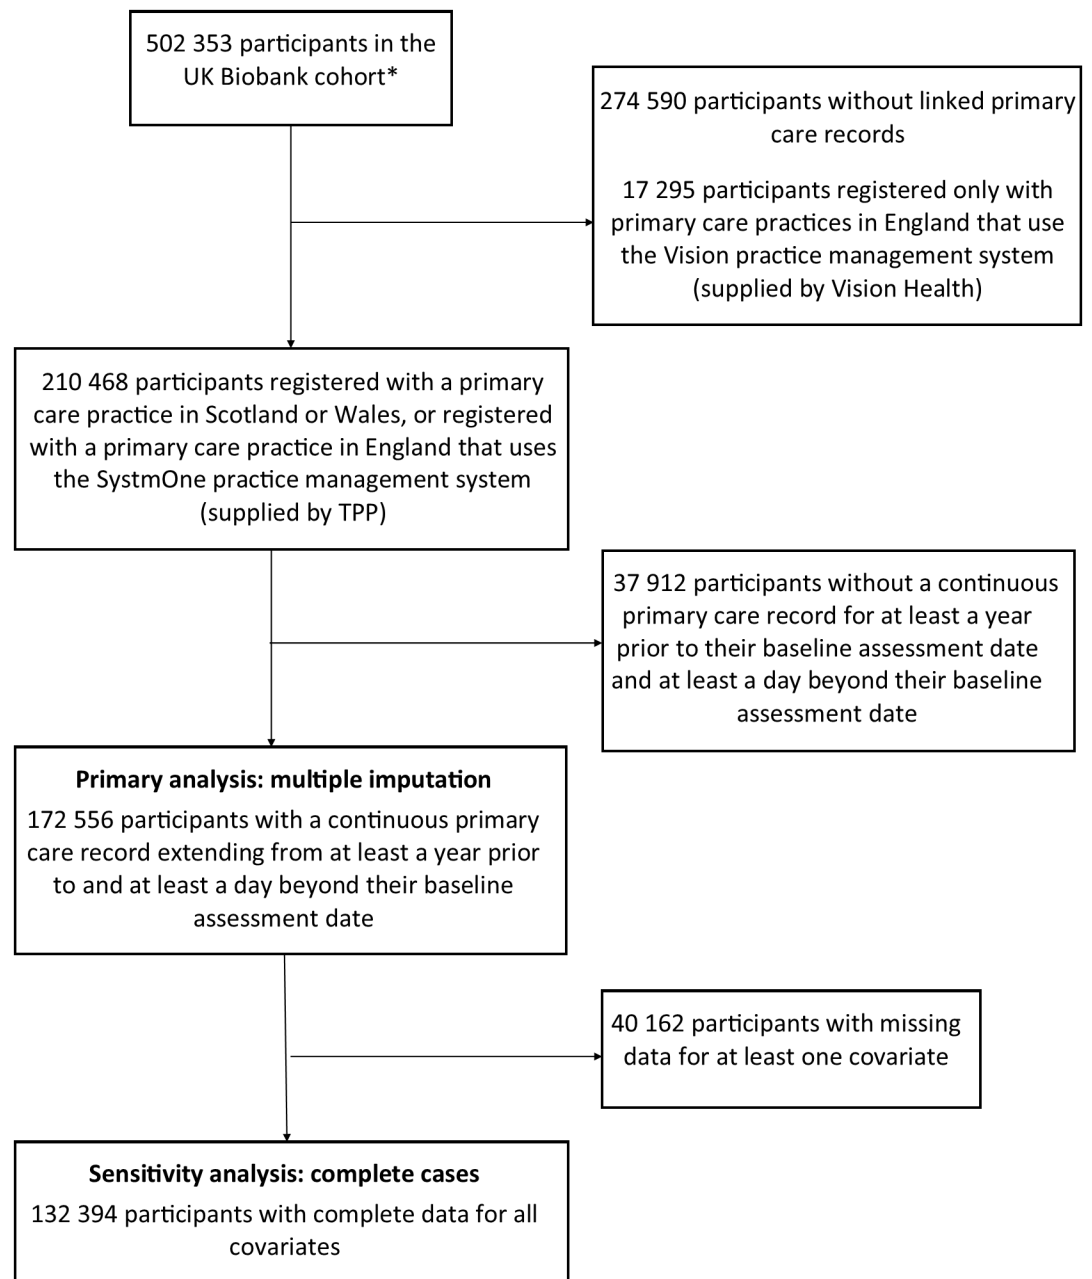 502 353 participants in the
UK Biobank cohort*
274 590 participants without linked primary
care records
17 295 participants registered only with
primary care practices in England that use
the Vision practice management system
(supplied by Vision Health)
210 468 participants registered with a primary
care practice in Scotland or Wales, or registered
with a primary care practice in England that uses
the SystmOne practice management system
(supplied by TPP)
37 912 participants without a continuous
primary care record for at least a year
prior to their baseline assessment date
and at least a day beyond their baseline
assessment date
Primary analysis: multiple imputation
172 556 participants with a continuous primary
care record extending from at least a year prior
to and at least a day beyond their baseline
assessment date
40 162 participants with missing
data for at least one covariate
Sensitivity analysis: complete cases
132 394 participants with complete data for all
covariates